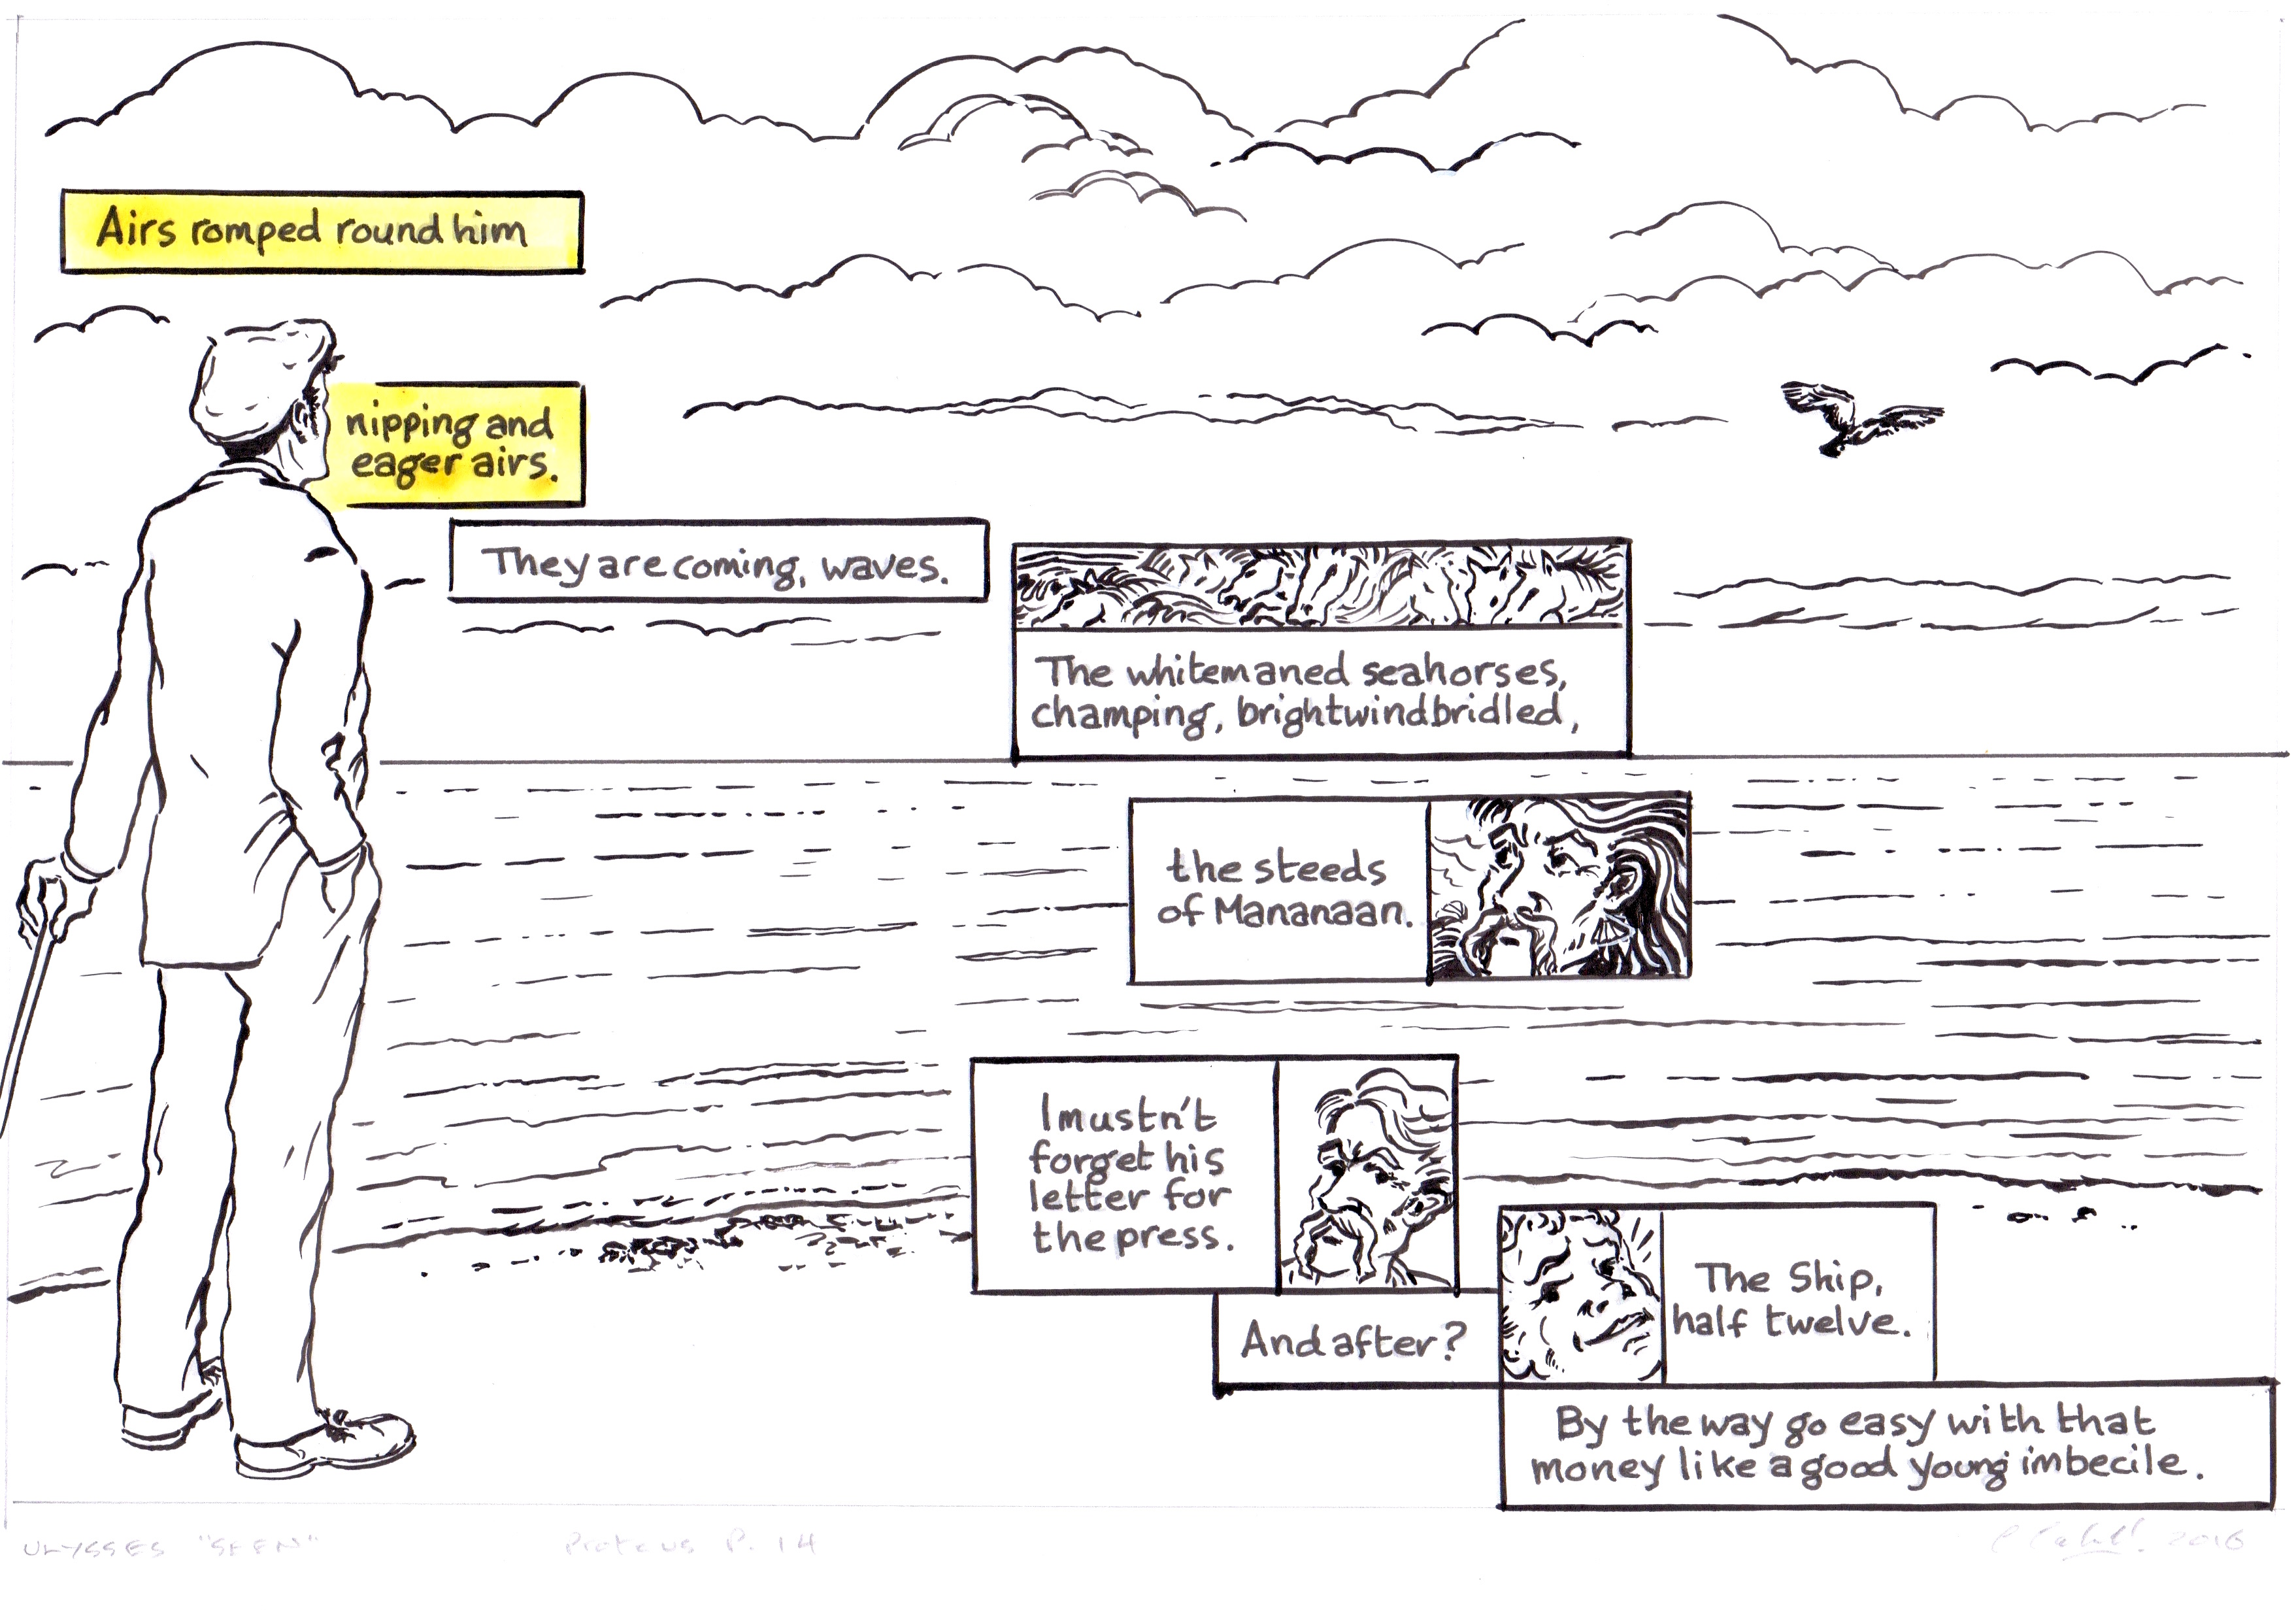 Airs romped round him
nipping and
eager airs.
They are coming, waves.
The whitemaned seahorses,
champing, brightwindbridled,
the steeds
of Mananaan.
I mustn't
forget his
letter for
the press.
And after?
The Ship,
half twelve.
By the way go easy with that
money like a good young imbecile.
ULYSSES "SEEN"
Proteus P. 14
2016